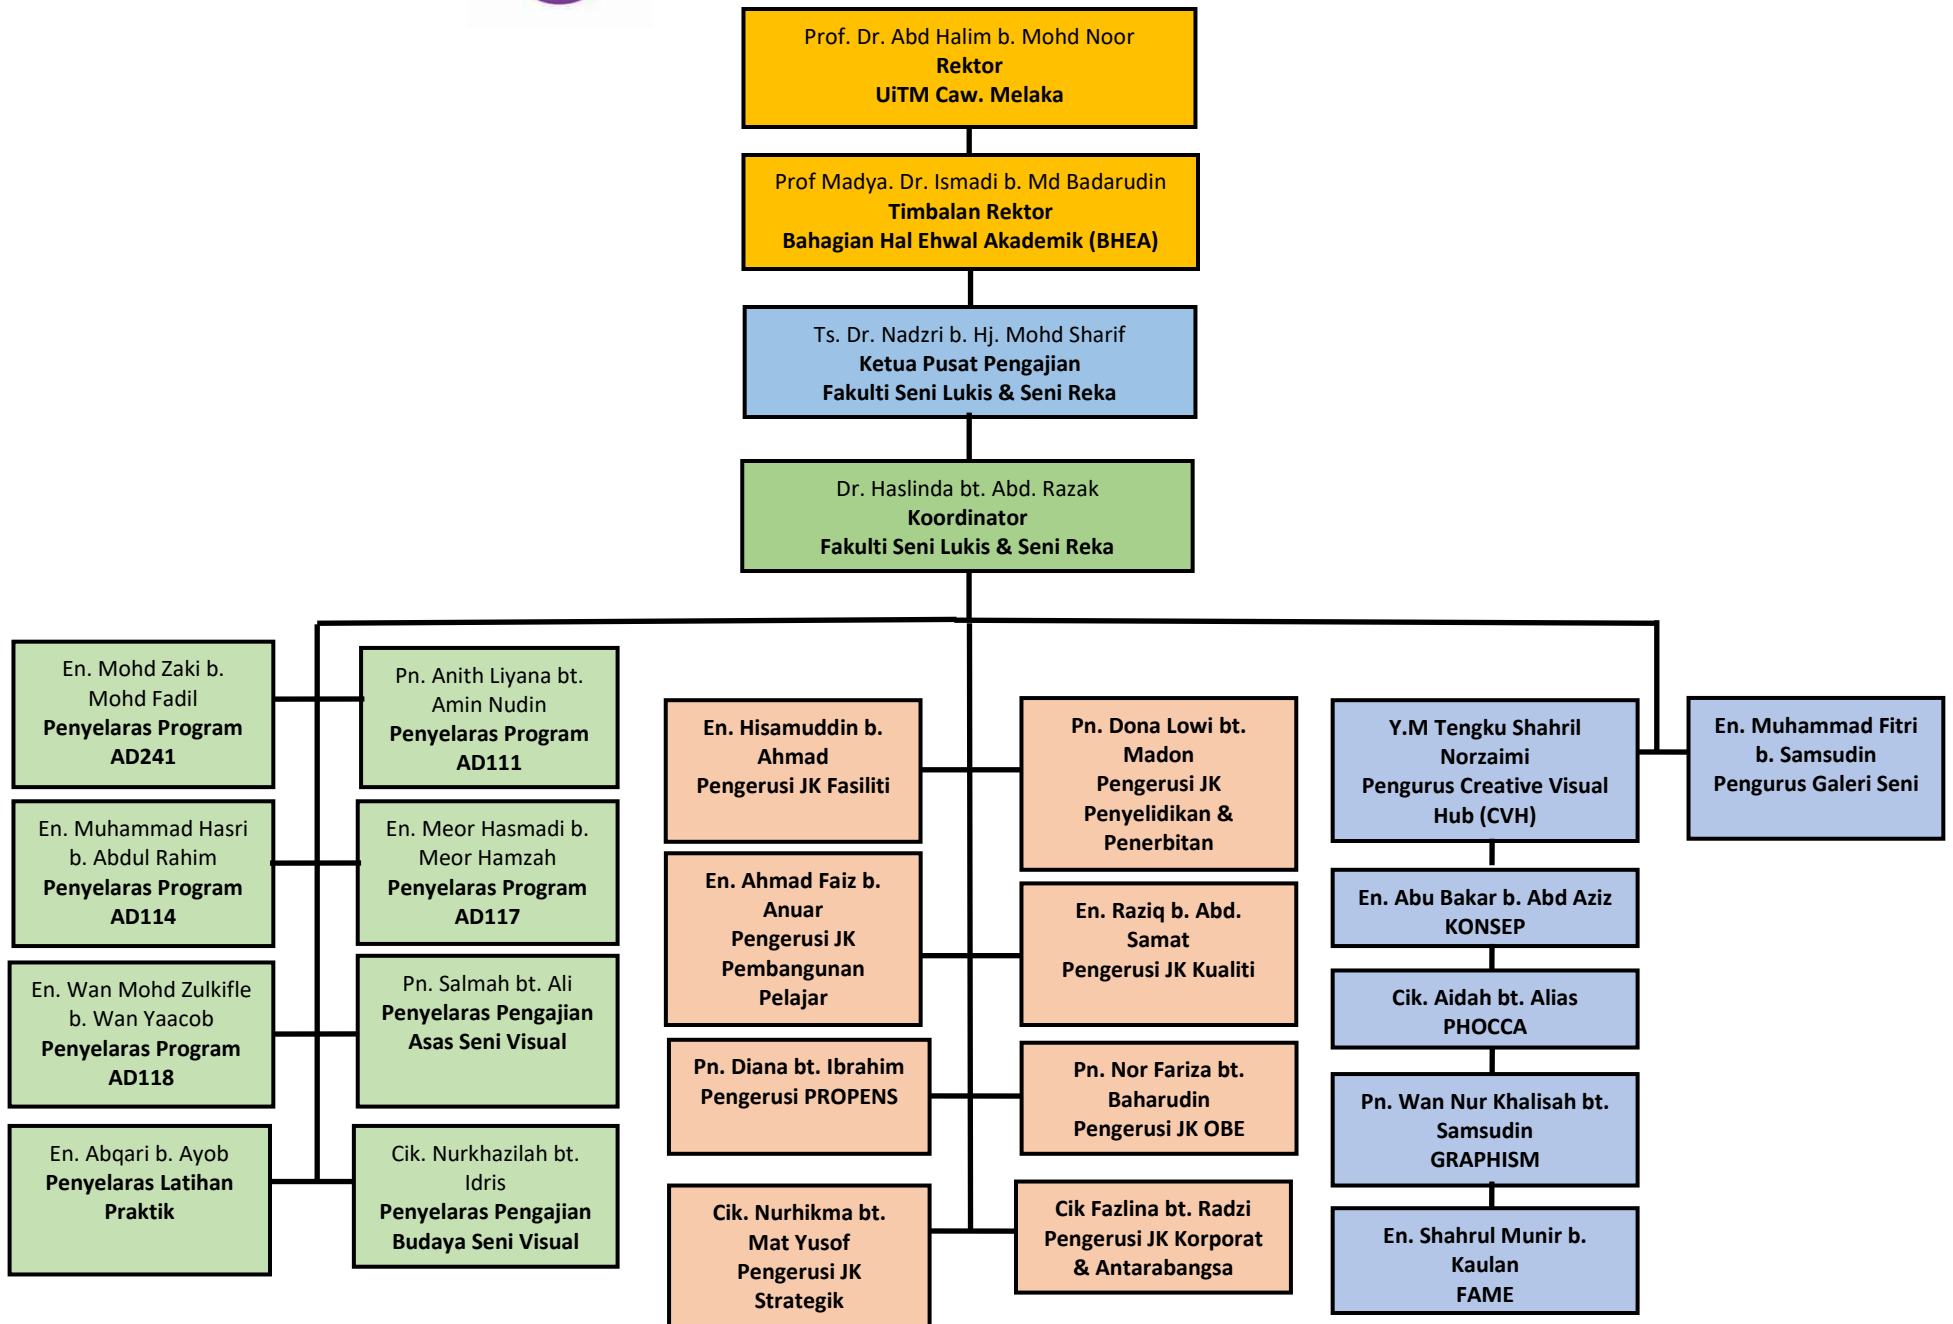 Prof. Dr. Abd Halim b. Mohd Noor
Rektor
UiTM Caw. Melaka
Prof Madya. Dr. Ismadi b. Md Badarudin
Timbalan Rektor
Bahagian Hal Ehwal Akademik (BHEA)
Ts. Dr. Nadzri b. Hj. Mohd Sharif
Ketua Pusat Pengajian
Fakulti Seni Lukis & Seni Reka
Dr. Haslinda bt. Abd. Razak
Koordinator
Fakulti Seni Lukis & Seni Reka
En. Mohd Zaki b.
Mohd Fadil
Penyelaras Program
AD241
Pn. Anith Liyana bt.
Amin Nudin
Penyelaras Program
AD111
En. Muhammad Hasri
b. Abdul Rahim
Penyelaras Program
AD114
En. Meor Hasmadi b.
Meor Hamzah
Penyelaras Program
AD117
En. Wan Mohd Zulkifle
b. Wan Yaacob
Penyelaras Program
AD118
Pn. Salmah bt. Ali
Penyelaras Pengajian
Asas Seni Visual
En. Abqari b. Ayob
Penyelaras Latihan
Praktik
Cik. Nurkhazilah bt.
Idris
Penyelaras Pengajian
Budaya Seni Visual
En. Hisamuddin b.
Ahmad
Pengerusi JK Fasiliti
Pn. Dona Lowi bt.
Madon
Pengerusi JK
Penyelidikan &
Penerbitan
En. Ahmad Faiz b.
Anuar
Pengerusi JK
Pembangunan
Pelajar
En. Raziq b. Abd.
Samat
Pengerusi JK Kualiti
Pn. Diana bt. Ibrahim
Pengerusi PROPENS
Pn. Nor Fariza bt.
Baharudin
Pengerusi JK OBE
Cik. Nurhikma bt.
Mat Yusof
Pengerusi JK
Strategik
Cik Fazlina bt. Radzi
Pengerusi JK Korporat
& Antarabangsa
Y.M Tengku Shahril
Norzaimi
Pengurus Creative Visual
Hub (CVH)
En. Muhammad Fitri
b. Samsudin
Pengurus Galeri Seni
En. Abu Bakar b. Abd Aziz
KONSEP
Cik. Aidah bt. Alias
PHOCCA
Pn. Wan Nur Khalisah bt.
Samsudin
GRAPHISM
En. Shahrul Munir b.
Kaulan
FAME